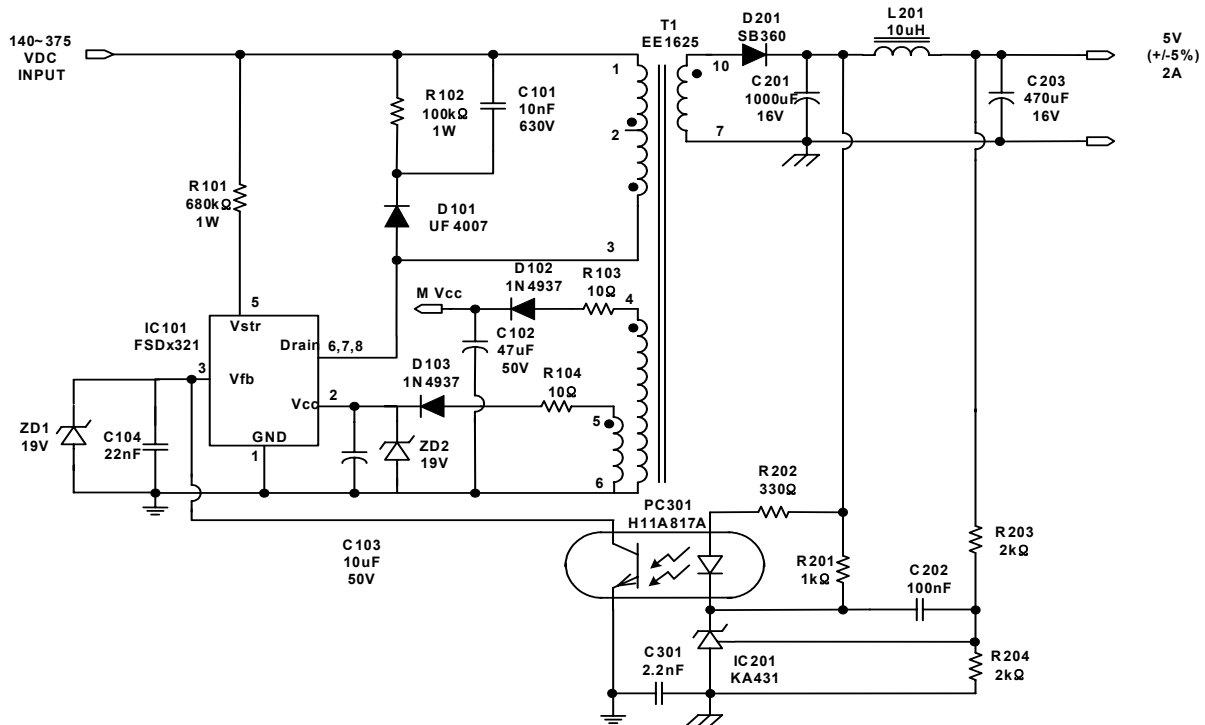 140~375
VDC
INPUT
R102
100kΩ
1W
C101
10nF
630V
R101
680kΩ
1W
D101
UF 4007
T1
EE1625
1
2
3
10
7
D201
SB360
C201
1000uF
16V
L201
10uH
C203
470uF
16V
5V
(+/-5%)
2A
IC101
FSDx321
5
Vstr
Drain
6,7,8
3
Vfb
Vcc
2
GND
1
M Vcc
D102
1N4937
R103
10Ω
4
C102
47uF
50V
D103
1N4937
R104
10Ω
5
6
ZD1
19V
C104
22nF
ZD2
19V
C103
10uF
50V
PC301
H11A817A
R202
330Ω
R201
1kΩ
R203
2kΩ
C202
100nF
C301
2.2nF
IC201
KA431
R204
2kΩ